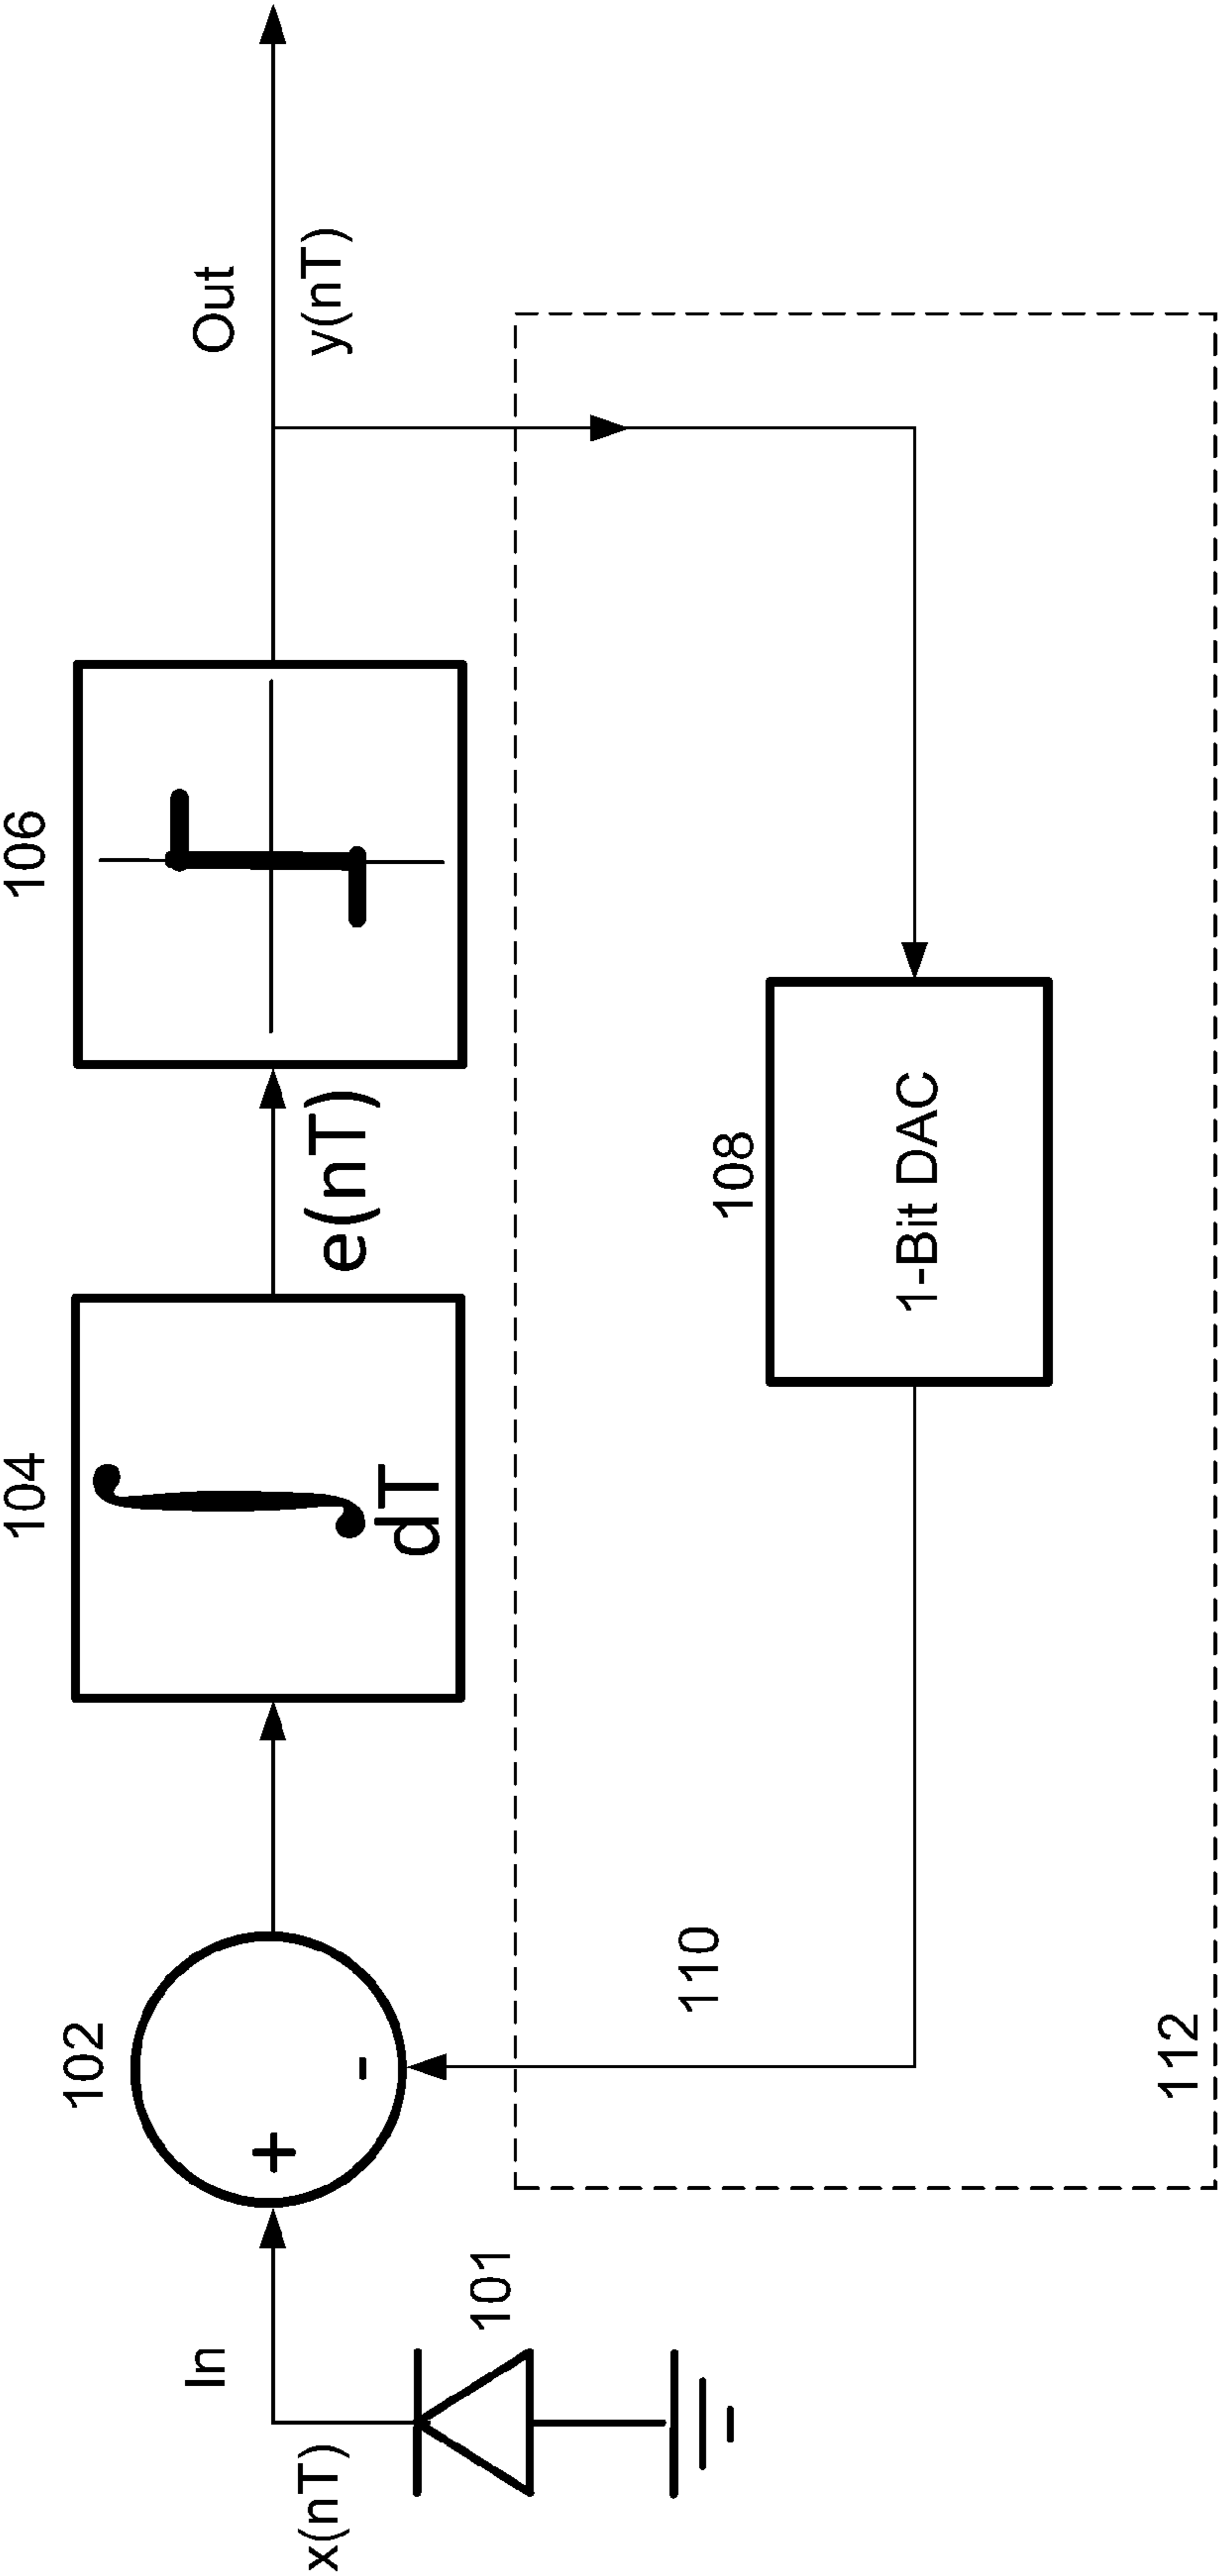 In
x(nT)
101
102
+
-
104
∫
dT
e(nT)
106
Out
y(nT)
108
1-Bit DAC
110
112